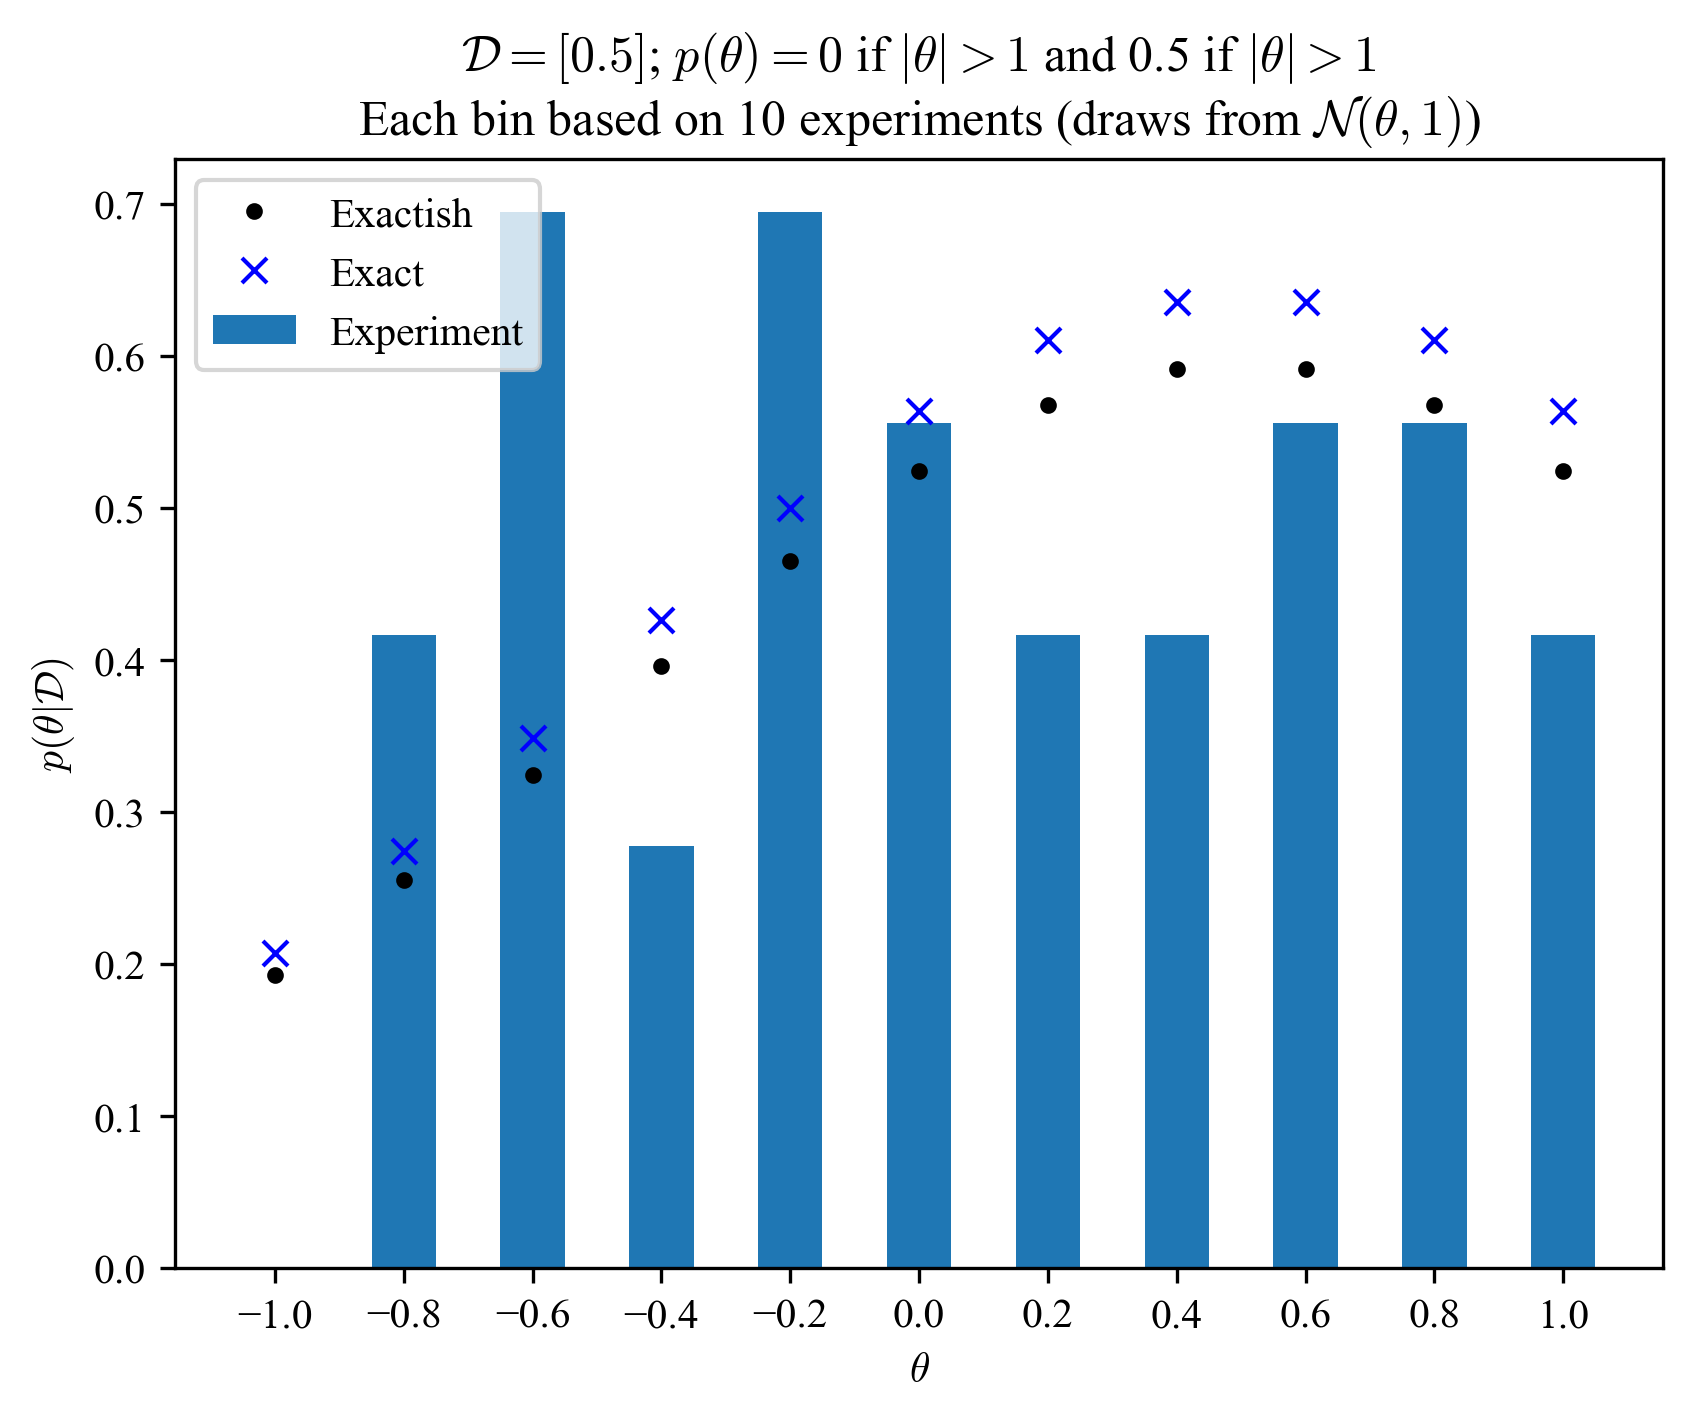 𝒟 = [0.5]; p(θ) = 0 if |θ| > 1 and 0.5 if |θ| > 1
Each bin based on 10 experiments (draws from 𝒩(θ, 1))
Exactish
Exact
Experiment
0.7
0.6
0.5
0.4
0.3
0.2
0.1
0.0
p(θ|𝒟)
−1.0 −0.8 −0.6 −0.4 −0.2 0.0 0.2 0.4 0.6 0.8 1.0
θ